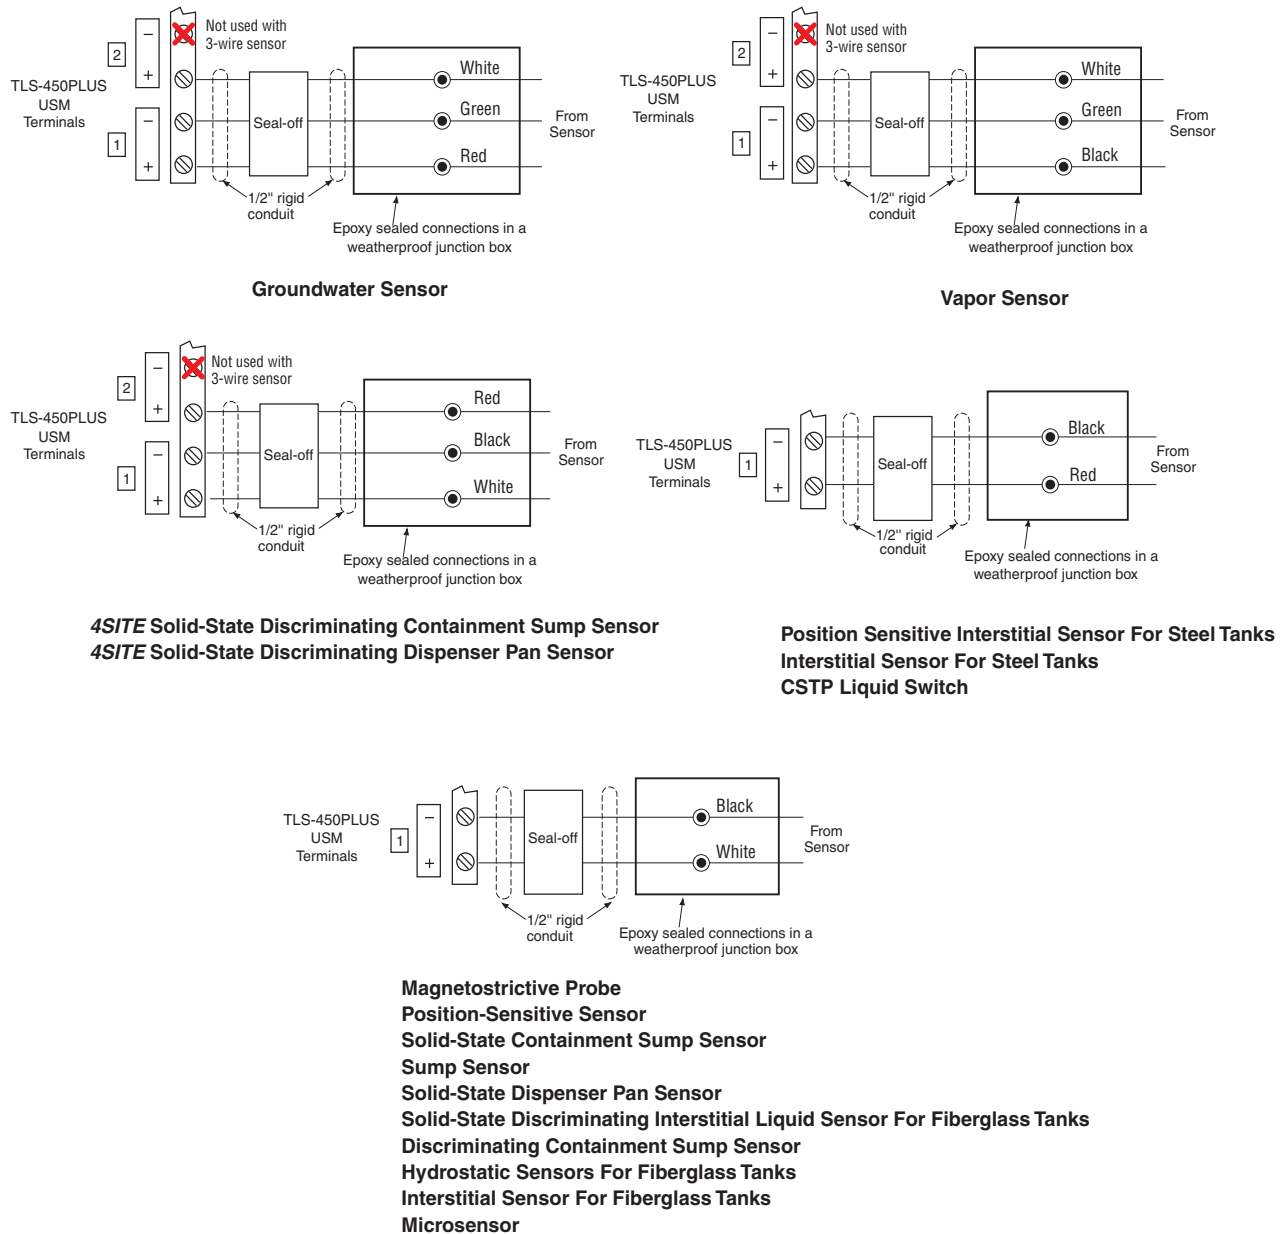 Not used with
3-wire sensor
2
−
+
TLS-450PLUS
USM
Terminals
1
−
+
Seal-off
White
Green
Red
From
Sensor
1/2" rigid
conduit
Epoxy sealed connections in a
weatherproof junction box
Groundwater Sensor
Not used with
3-wire sensor
2
−
+
TLS-450PLUS
USM
Terminals
1
−
+
Seal-off
White
Green
Black
From
Sensor
1/2" rigid
conduit
Epoxy sealed connections in a
weatherproof junction box
Vapor Sensor
Not used with
3-wire sensor
2
−
+
TLS-450PLUS
USM
Terminals
1
−
+
Seal-off
Red
Black
White
From
Sensor
1/2" rigid
conduit
Epoxy sealed connections in a
weatherproof junction box
4SITE Solid-State Discriminating Containment Sump Sensor
4SITE Solid-State Discriminating Dispenser Pan Sensor
TLS-450PLUS
USM
Terminals
1
−
+
Seal-off
Black
Red
From
Sensor
1/2" rigid
conduit
Epoxy sealed connections in a
weatherproof junction box
Position Sensitive Interstitial Sensor For Steel Tanks
Interstitial Sensor For Steel Tanks
CSTP Liquid Switch
TLS-450PLUS
USM
Terminals
1
−
+
Seal-off
Black
White
From
Sensor
1/2" rigid
conduit
Epoxy sealed connections in a
weatherproof junction box
Magnetostrictive Probe
Position-Sensitive Sensor
Solid-State Containment Sump Sensor
Sump Sensor
Solid-State Dispenser Pan Sensor
Solid-State Discriminating Interstitial Liquid Sensor For Fiberglass Tanks
Discriminating Containment Sump Sensor
Hydrostatic Sensors For Fiberglass Tanks
Interstitial Sensor For Fiberglass Tanks
Microsensor